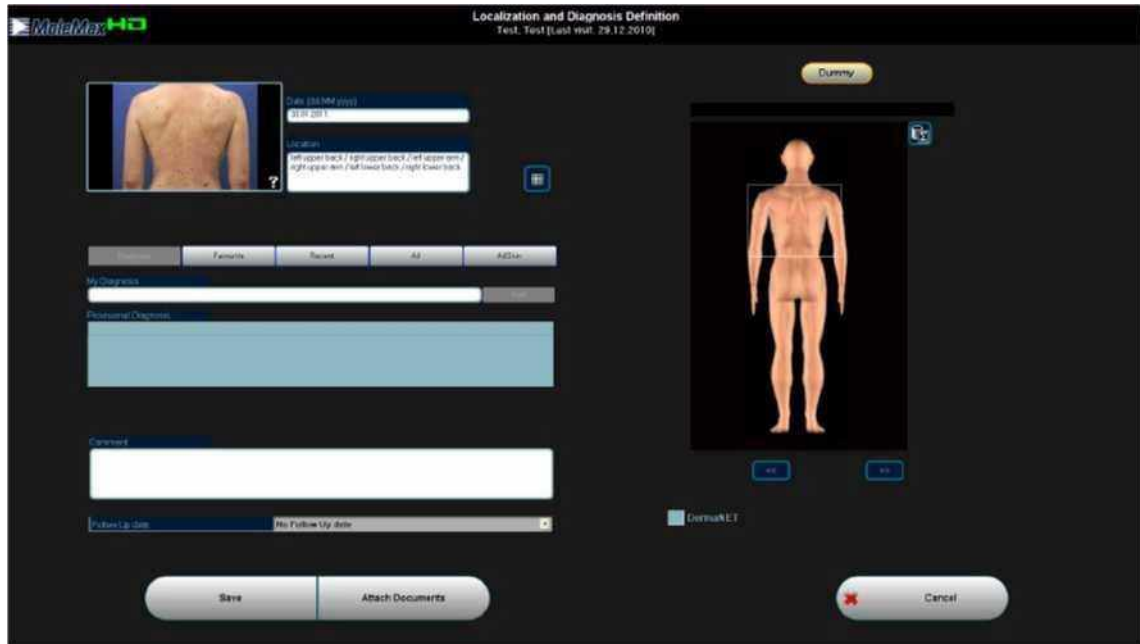 MoleMax HD
Localization and Diagnosis Definition
Test, Test [Last visit: 29.12.2010]
Dummy
Date (dd MM yyyy)
Location
left upper back / right upper back / left upper arm /
right upper arm / left lower back / right lower back
?
Favourite
Recent
All
My Diagnosis
Provisional Diagnosis
Comment
<<
>>
Follow Up date
No Follow Up date
DermaNET
Save
Attach Documents
Cancel